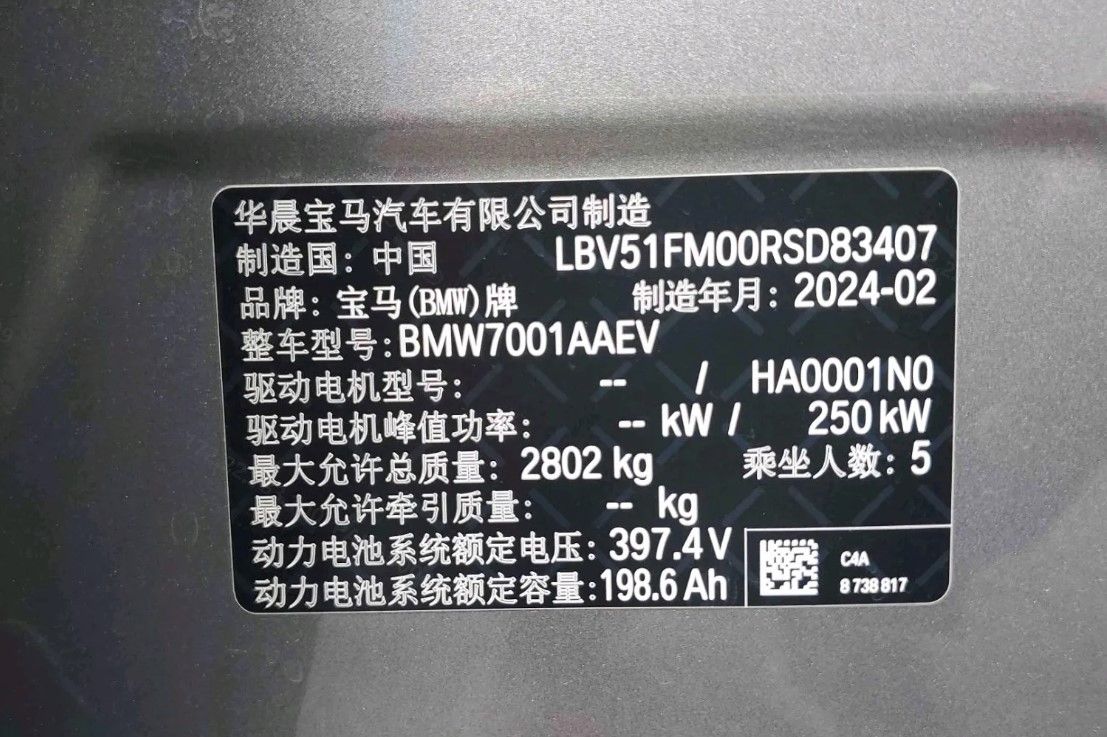 华晨宝马汽车有限公司制造
制造国：中国 LBV51FM00RSD83407
品牌：宝马(BMW)牌 制造年月：2024-02
整车型号:BMW7001AAEV
驱动电机型号： -- / HA0001N0
驱动电机峰值功率： -- kW / 250 kW
最大允许总质量： 2802 kg 乘坐人数：5
最大允许牵引质量： -- kg
动力电池系统额定电压：397.4 V
动力电池系统额定容量:198.6 Ah
C4A
8 738 817